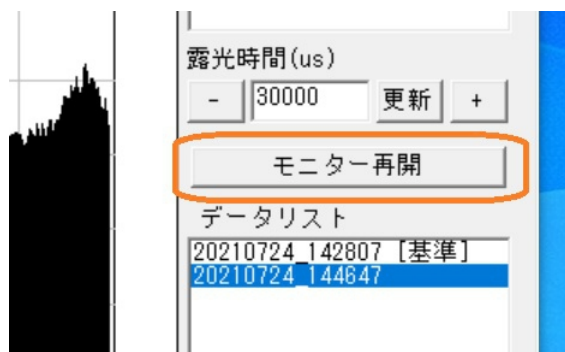 露光時間(us)
- 30000 更新 +
モニター再開
データリスト
20210724_142807 [基準]
20210724_144647